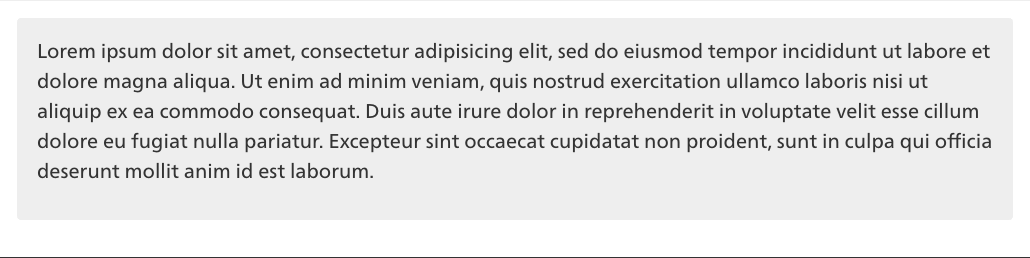 Lorem ipsum dolor sit amet, consectetur adipisicing elit, sed do eiusmod tempor incididunt ut labore et
dolore magna aliqua. Ut enim ad minim veniam, quis nostrud exercitation ullamco laboris nisi ut
aliquip ex ea commodo consequat. Duis aute irure dolor in reprehenderit in voluptate velit esse cillum
dolore eu fugiat nulla pariatur. Excepteur sint occaecat cupidatat non proident, sunt in culpa qui officia
deserunt mollit anim id est laborum.